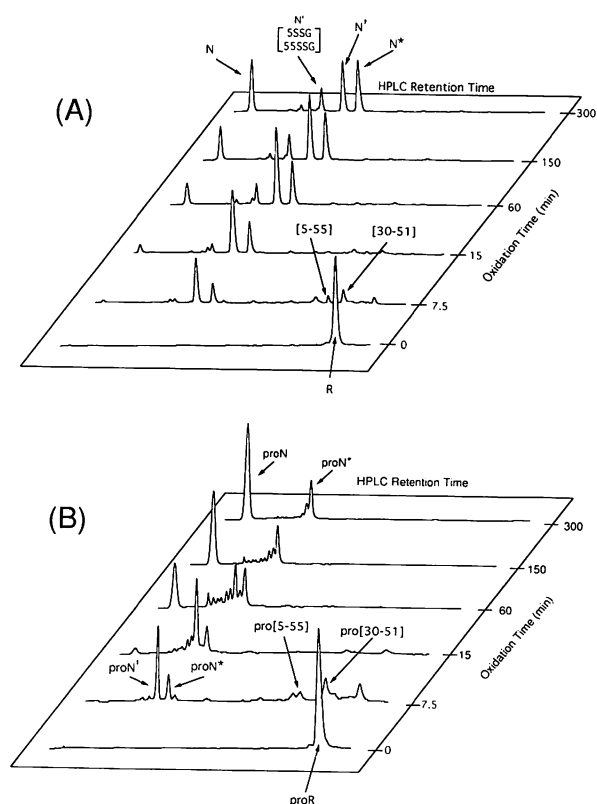 N'
5SSG
55SSG
N
N'
N*
HPLC Retention Time
(A)
300
150
60
[5-55]
[30-51]
15
7.5
0
Oxidation Time (min)
R
proN
proN*
HPLC Retention Time
(B)
300
150
60
pro[5-55]
pro[30-51]
15
proN'
proN*
7.5
0
Oxidation Time (min)
proR